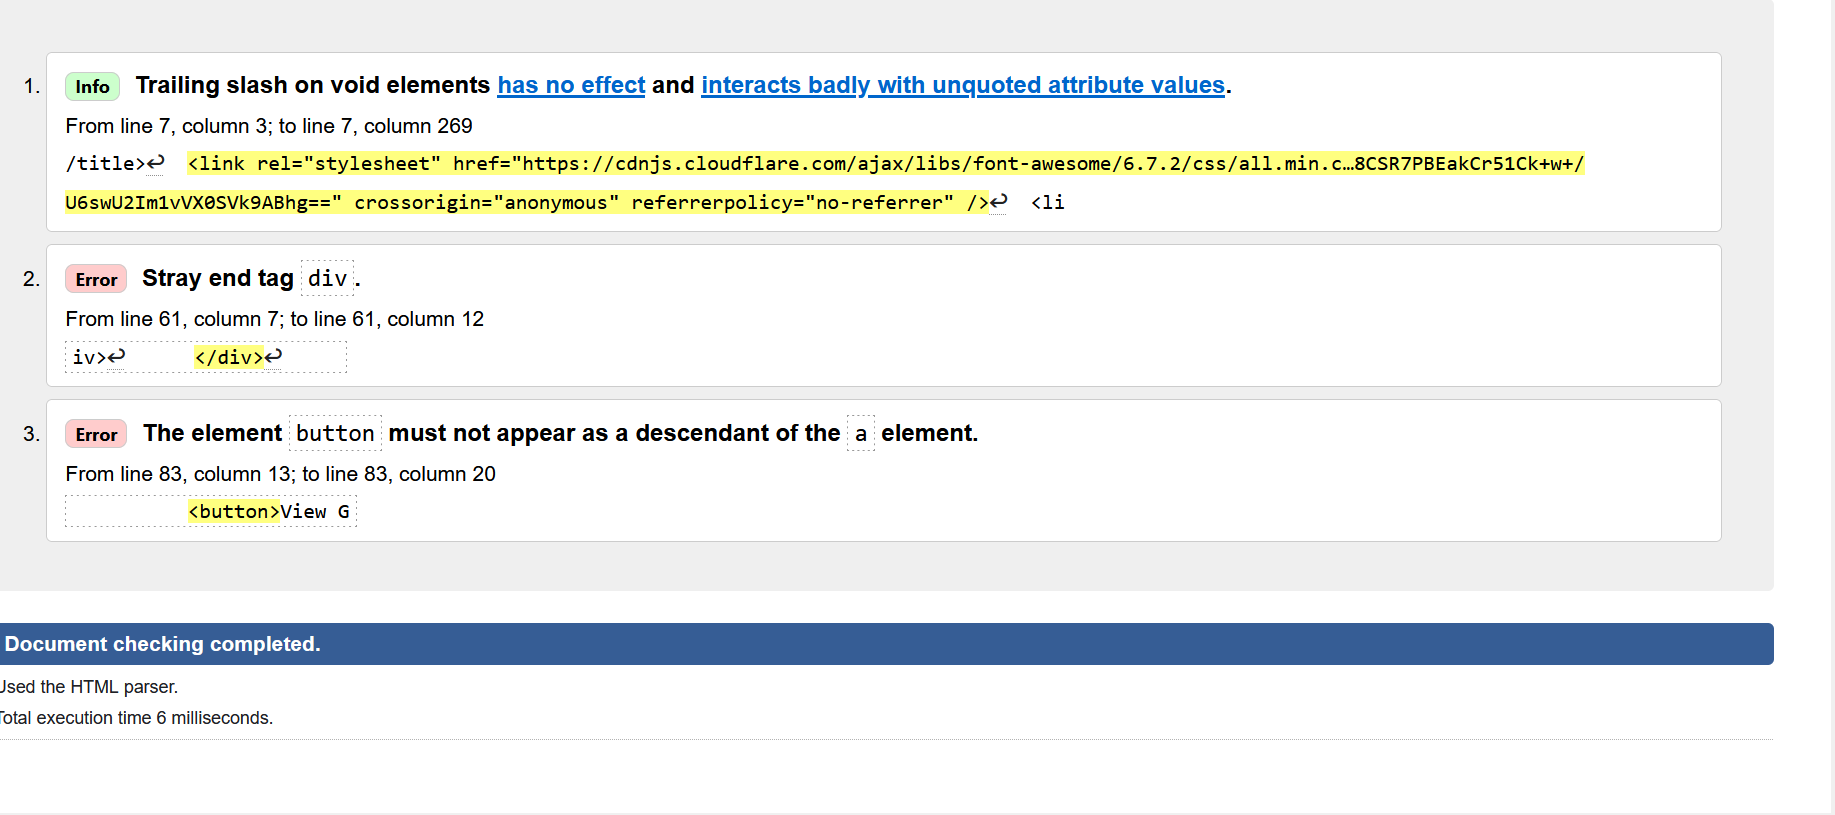 1. Info Trailing slash on void elements has no effect and interacts badly with unquoted attribute values.
From line 7, column 3; to line 7, column 269
/title>↩ <link rel="stylesheet" href="https://cdnjs.cloudflare.com/ajax/libs/font-awesome/6.7.2/css/all.min.c…8CSR7PBEakCr51Ck+w+/
U6swU2Im1vVX0SVk9ABhg==" crossorigin="anonymous" referrerpolicy="no-referrer" />↩ <li
2. Error Stray end tag div.
From line 61, column 7; to line 61, column 12
iv>↩ </div>↩
3. Error The element button must not appear as a descendant of the a element.
From line 83, column 13; to line 83, column 20
<button>View G
Document checking completed.
Used the HTML parser.
Total execution time 6 milliseconds.